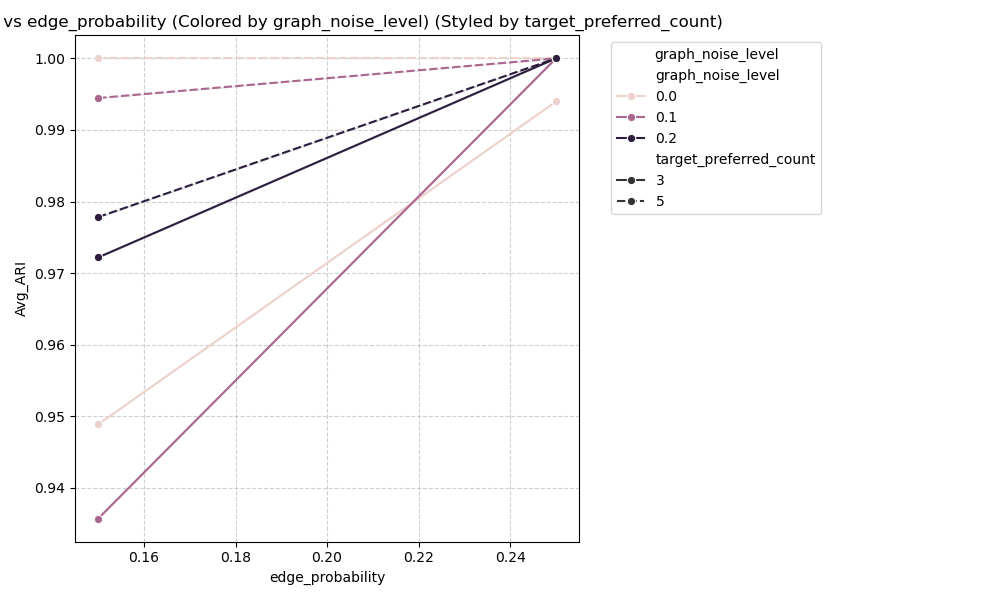 vs edge_probability (Colored by graph_noise_level) (Styled by target_preferred_count)
graph_noise_level
graph_noise_level
0.0
0.1
0.2
target_preferred_count
3
5
Avg_ARI
1.00
0.99
0.98
0.97
0.96
0.95
0.94
0.16
0.18
0.20
0.22
0.24
edge_probability